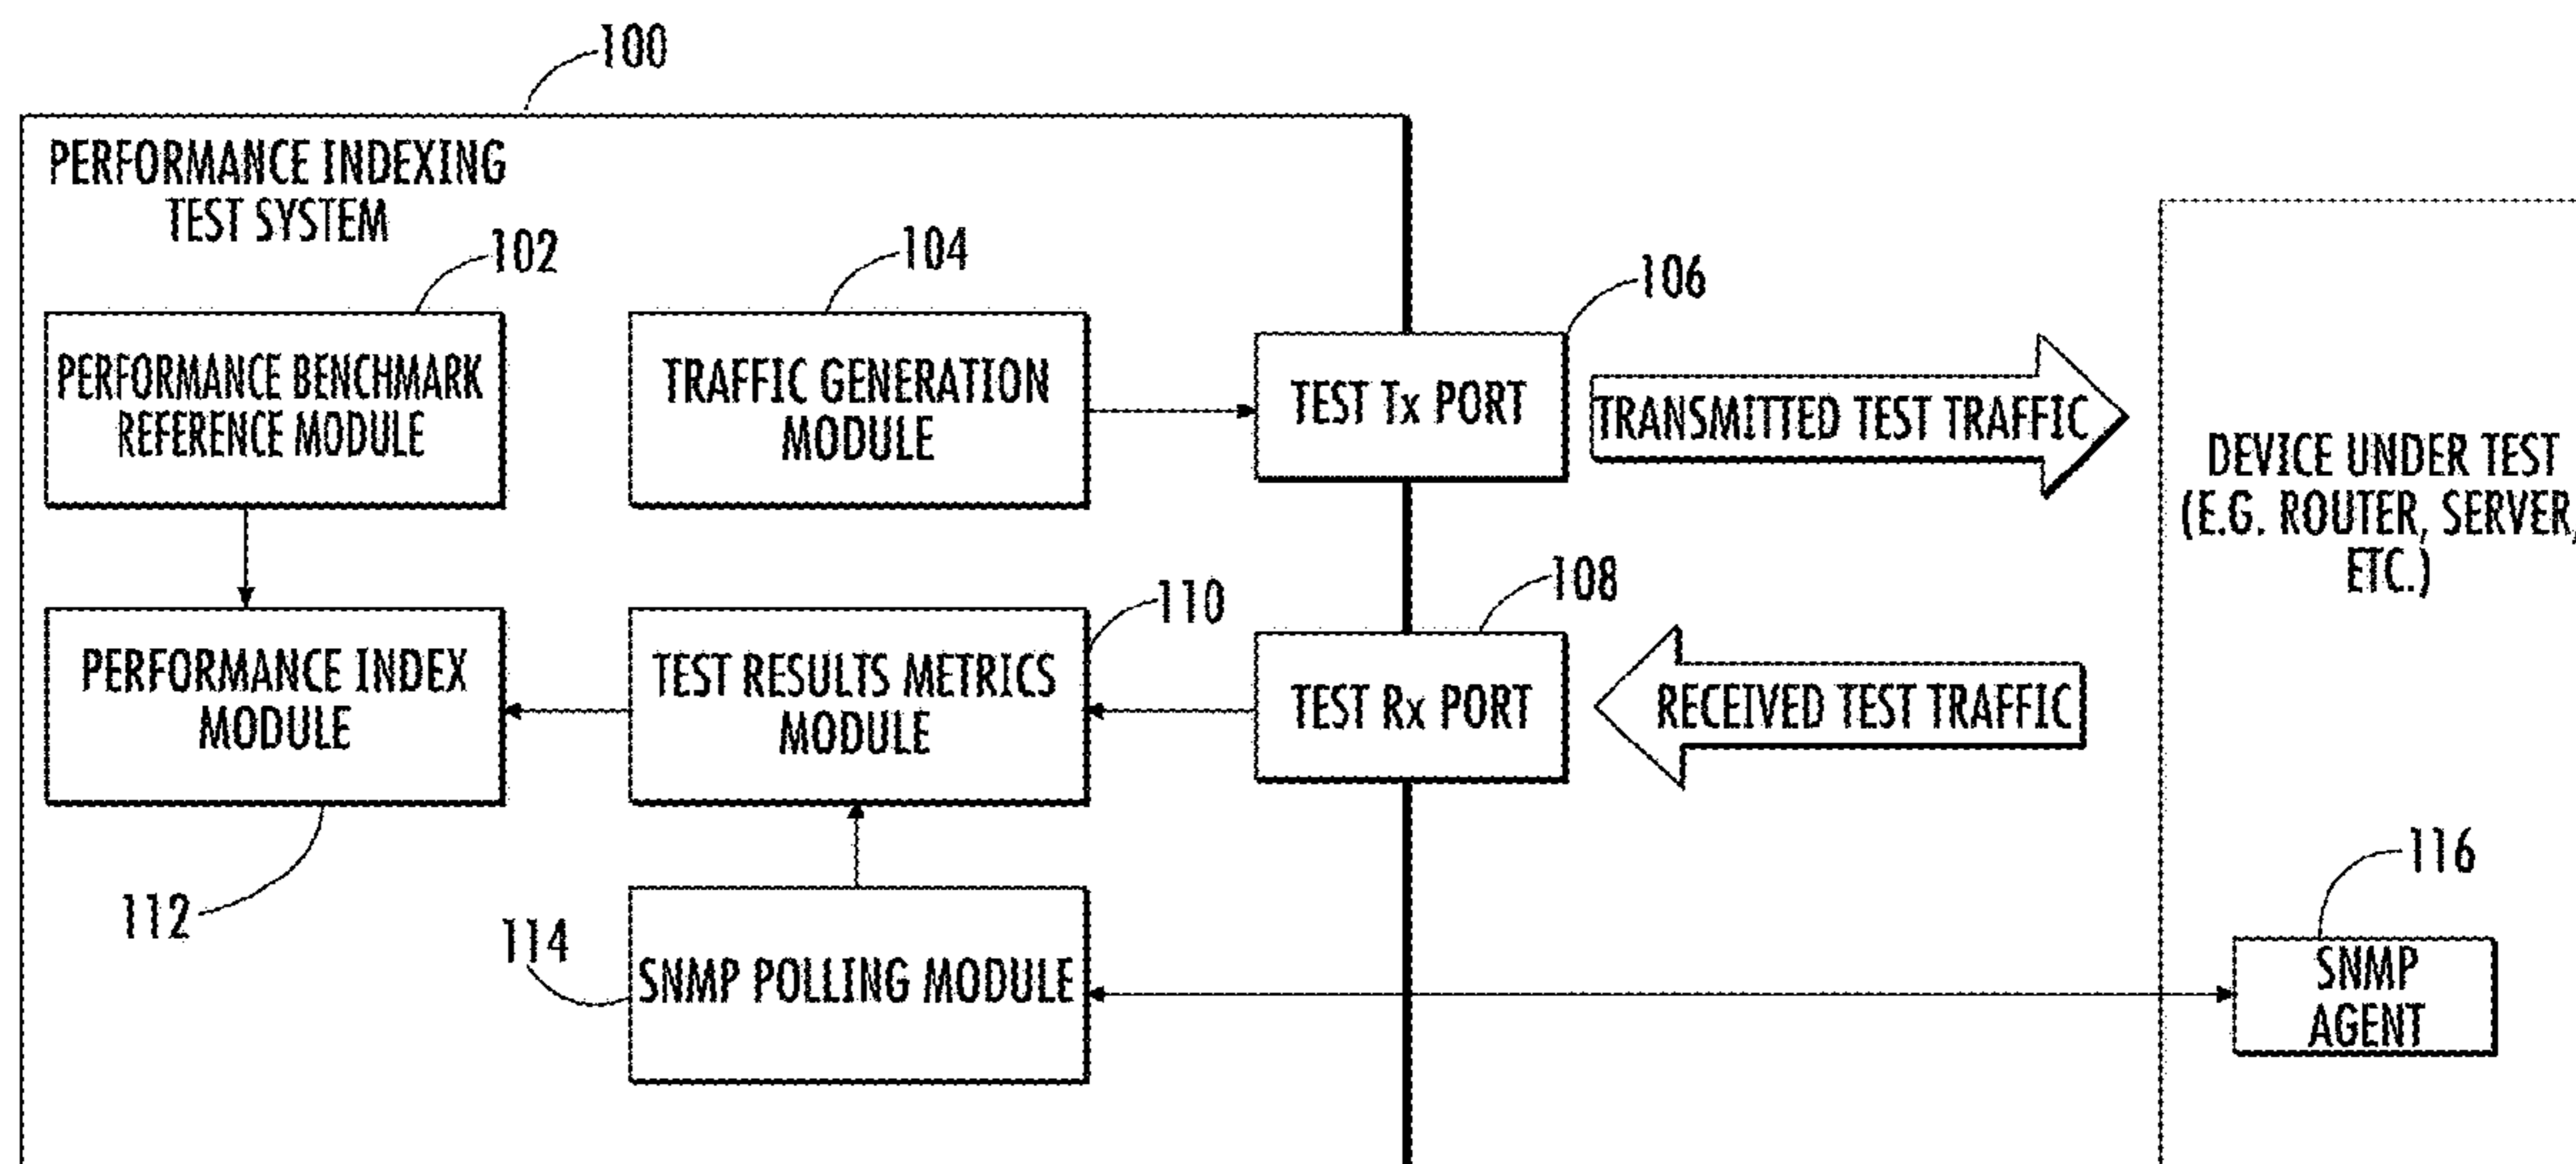 100
PERFORMANCE INDEXING
TEST SYSTEM
102
104
106
PERFORMANCE BENCHMARK
REFERENCE MODULE
TRAFFIC GENERATION
MODULE
TEST Tx PORT
TRANSMITTED TEST TRAFFIC
DEVICE UNDER TEST
(E.G. ROUTER, SERVER,
ETC.)
108
110
PERFORMANCE INDEX
MODULE
TEST RESULTS METRICS
MODULE
TEST Rx PORT
RECEIVED TEST TRAFFIC
112
114
116
SNMP POLLING MODULE
SNMP
AGENT